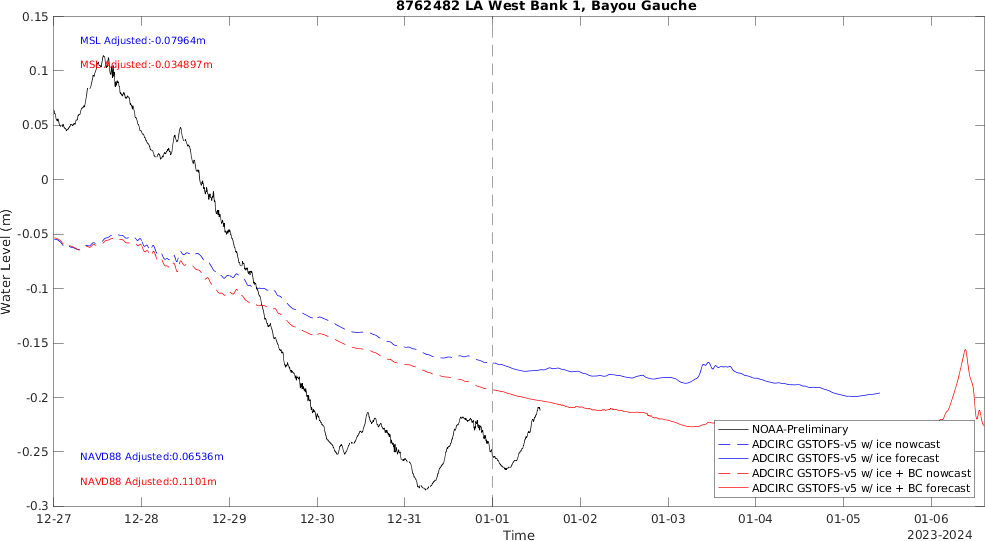 8762482 LA West Bank 1, Bayou Gauche
0.15
MSL Adjusted:-0.07964m
MSL Adjusted:-0.034897m
0.1
0.05
0
-0.05
-0.1
-0.15
-0.2
-0.25
-0.3
Water Level (m)
NAVD88 Adjusted:0.06536m
NAVD88 Adjusted:0.1101m
NOAA-Preliminary
ADCIRC GSTOFS-v5 w/ ice nowcast
ADCIRC GSTOFS-v5 w/ ice forecast
ADCIRC GSTOFS-v5 w/ ice + BC nowcast
ADCIRC GSTOFS-v5 w/ ice + BC forecast
12-27 12-28 12-29 12-30 12-31 01-01 01-02 01-03 01-04 01-05 01-06
Time
2023-2024